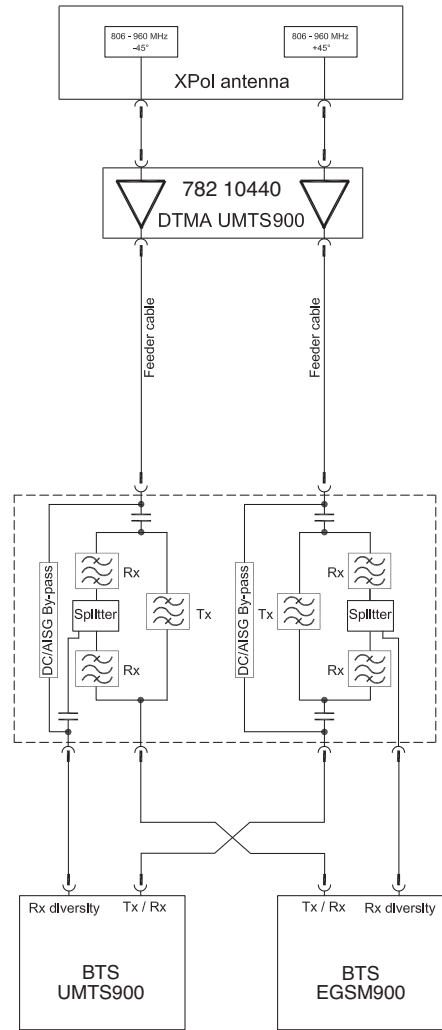 806 - 960 MHz
-45°
806 - 960 MHz
+45°
XPol antenna
782 10440
DTMA UMTS900
Feeder cable
Feeder cable
DC/AISG By-pass
Rx
Splitter
Rx
Tx
DC/AISG By-pass
Tx
Rx
Splitter
Rx
Rx diversity
Tx / Rx
BTS
UMTS900
Tx / Rx
Rx diversity
BTS
EGSM900